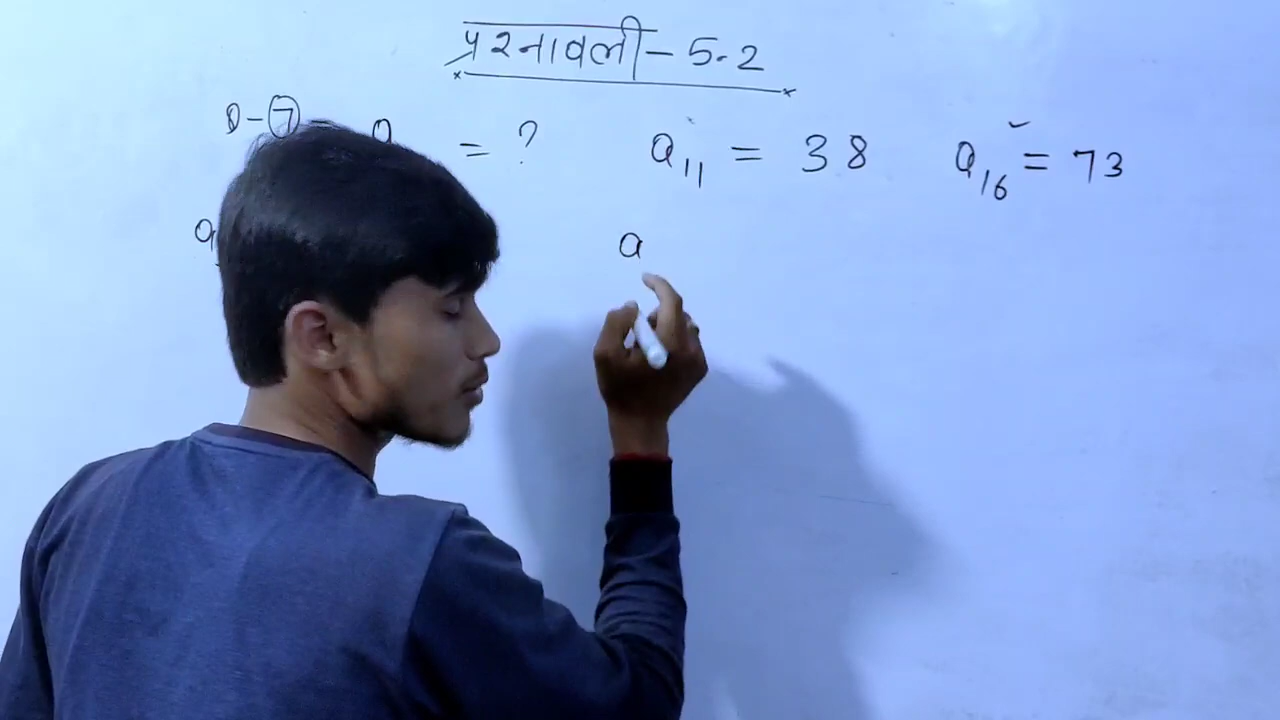 प्रश्नावली - 5.2
Q-7 - a = ? a₁₁ = 38 a₁₆ = 73
a a